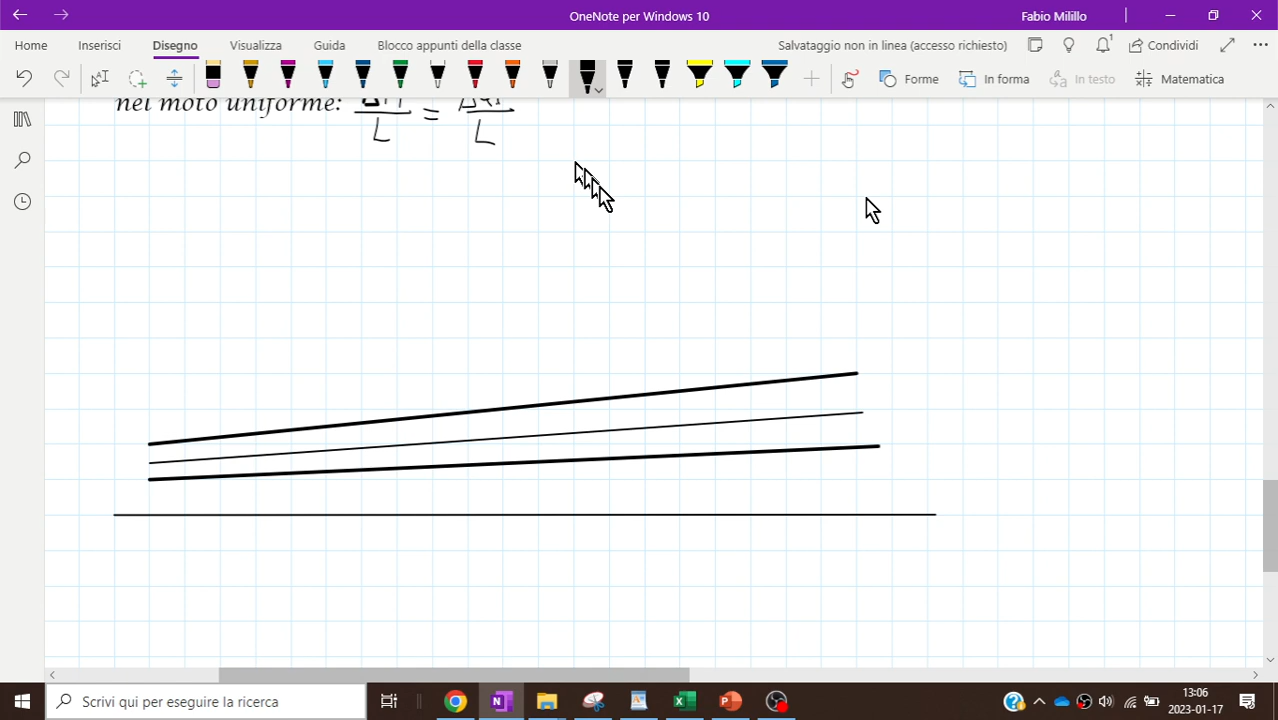 OneNote per Windows 10
Fabio Milillo
Home Inserisci Disegno Visualizza Guida Blocco appunti della classe
Salvataggio non in linea (accesso richiesto)
Condividi
Forme
In forma
In testo
Matematica
nel moto uniforme:
=
L L
Scrivi qui per eseguire la ricerca
13:06
2023-01-17